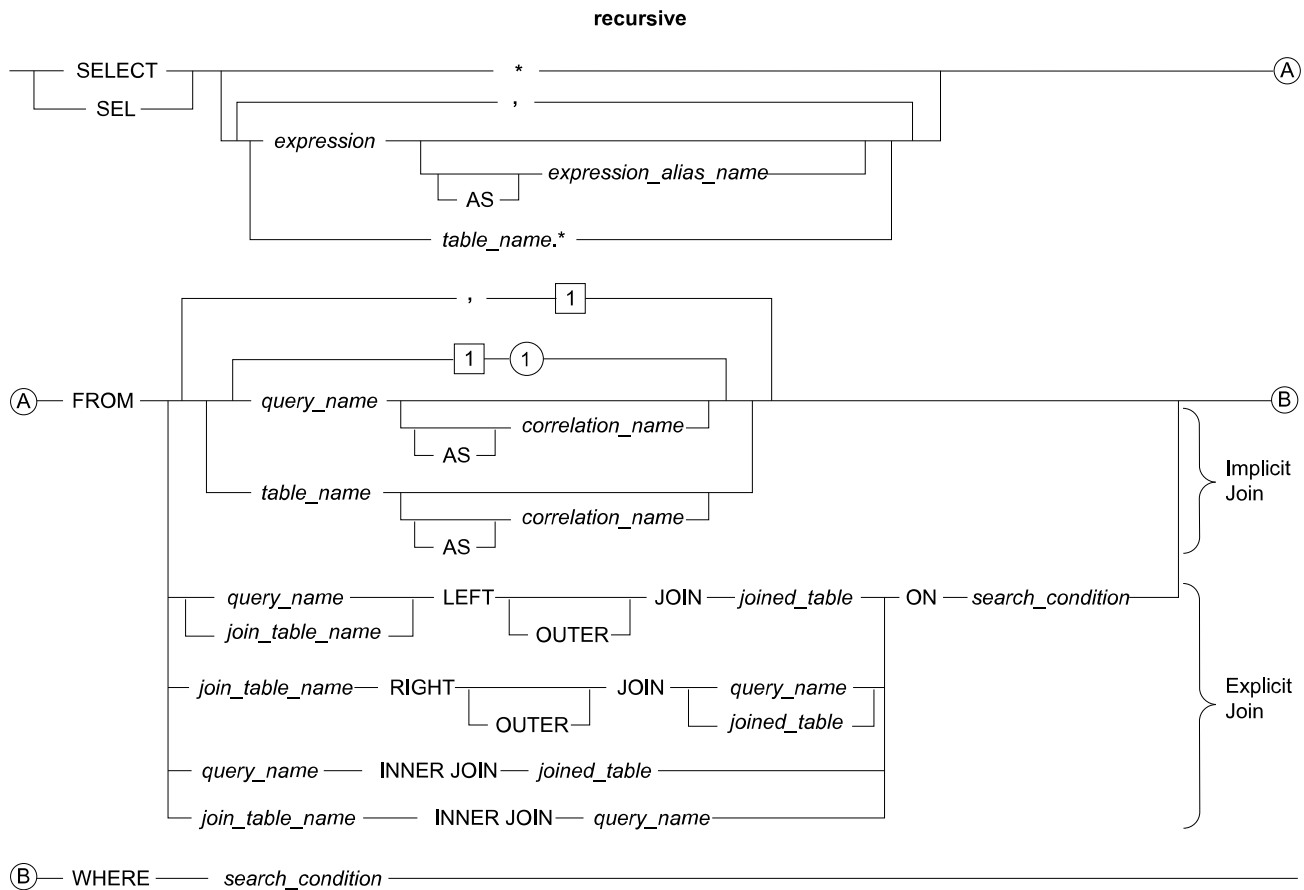 recursive
SELECT * A
SEL ,
expression
expression_alias_name
AS
table_name.*
, 1
1 1
A FROM query_name B
correlation_name
AS
table_name
correlation_name
AS
Implicit
Join
query_name LEFT JOIN joined_table ON search_condition
join_table_name OUTER
join_table_name RIGHT JOIN query_name
OUTER joined_table
Explicit
Join
query_name INNER JOIN joined_table
join_table_name INNER JOIN query_name
B WHERE search_condition